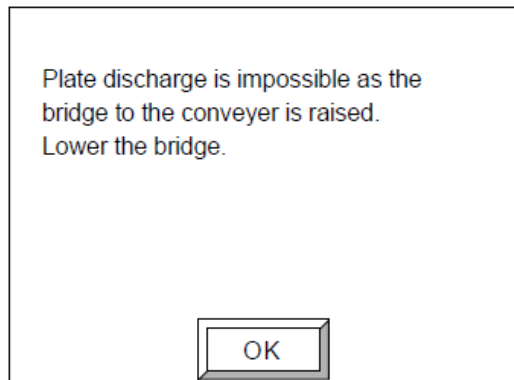 Plate discharge is impossible as the
bridge to the conveyer is raised.
Lower the bridge.
OK